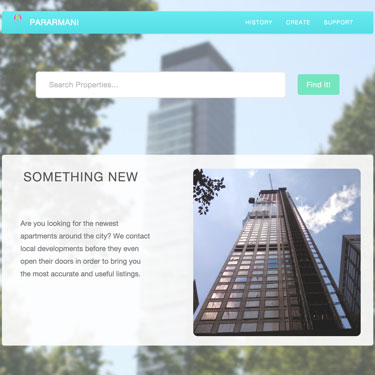 PARARMANI
HISTORY CREATE SUPPORT
Search Properties...
Find it!
SOMETHING NEW
Are you looking for the newest
apartments around the city? We contact
local developments before they even
open their doors in order to bring you
the most accurate and useful listings.